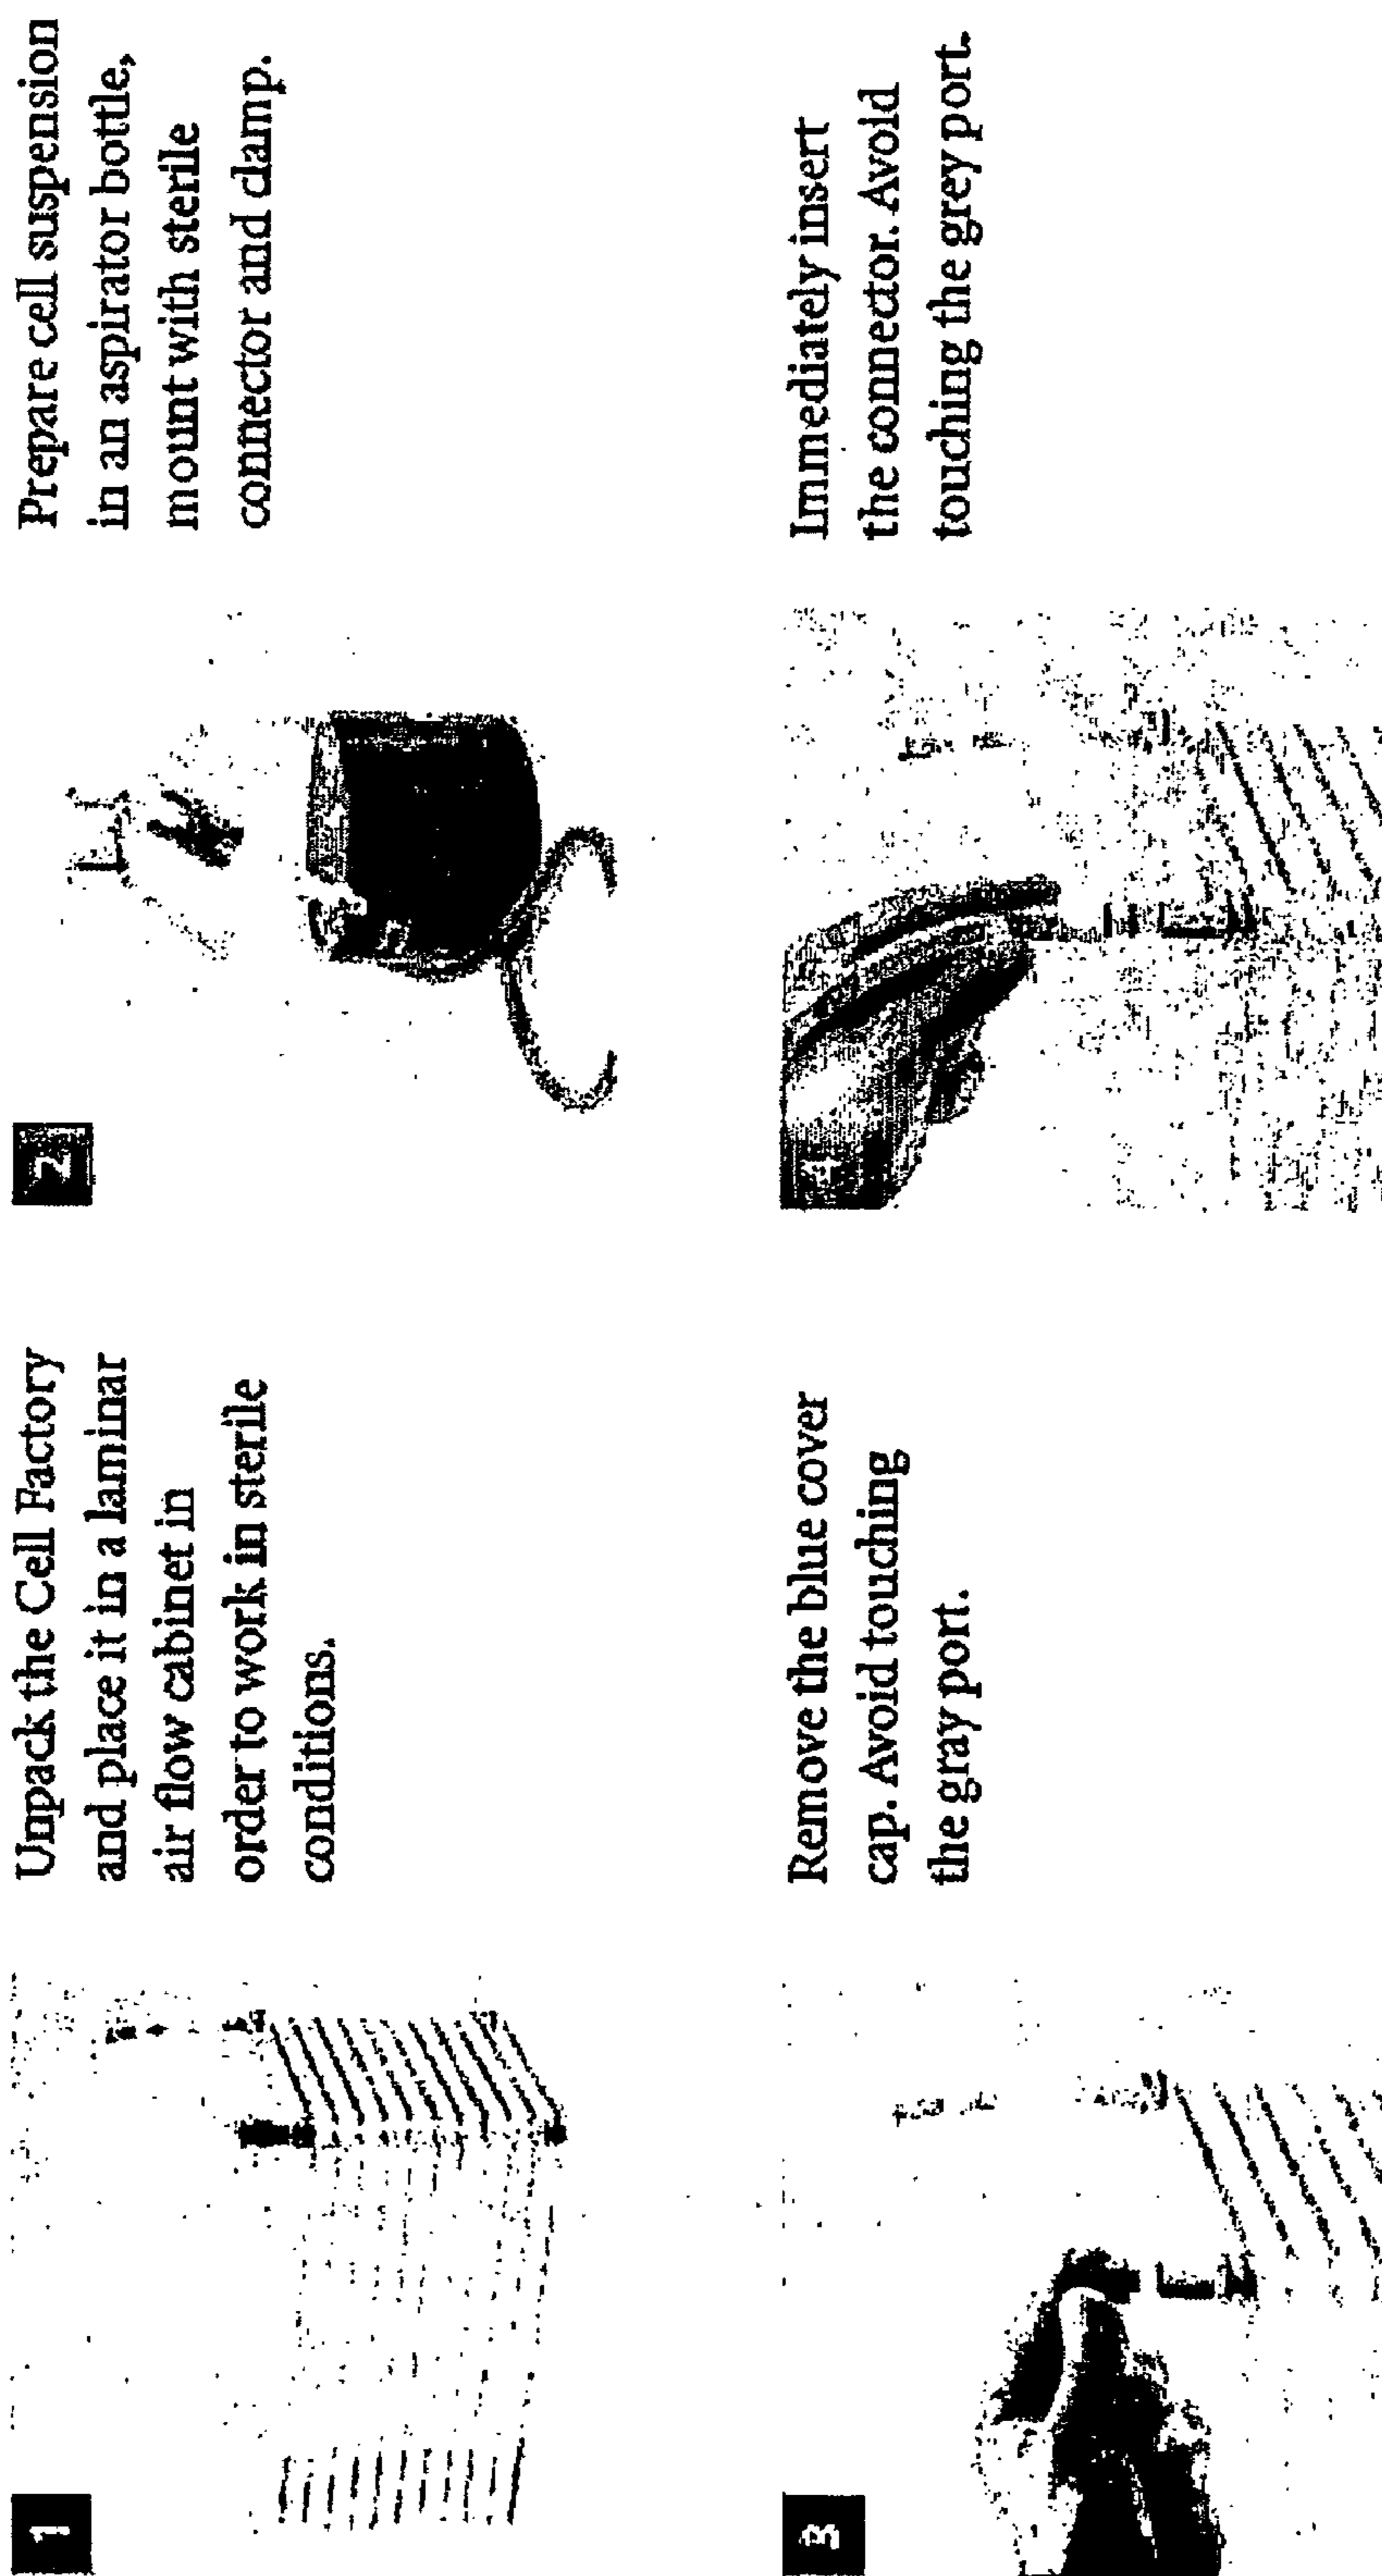 1
Unpack the Cell Factory
and place it in a laminar
air flow cabinet in
order to work in sterile
conditions.
2
Prepare cell suspension
in an aspirator bottle,
mount with sterile
connector and clamp.
3
Remove the blue cover
cap. Avoid touching
the gray port.
4
Immediately insert
the connector. Avoid
touching the grey port.